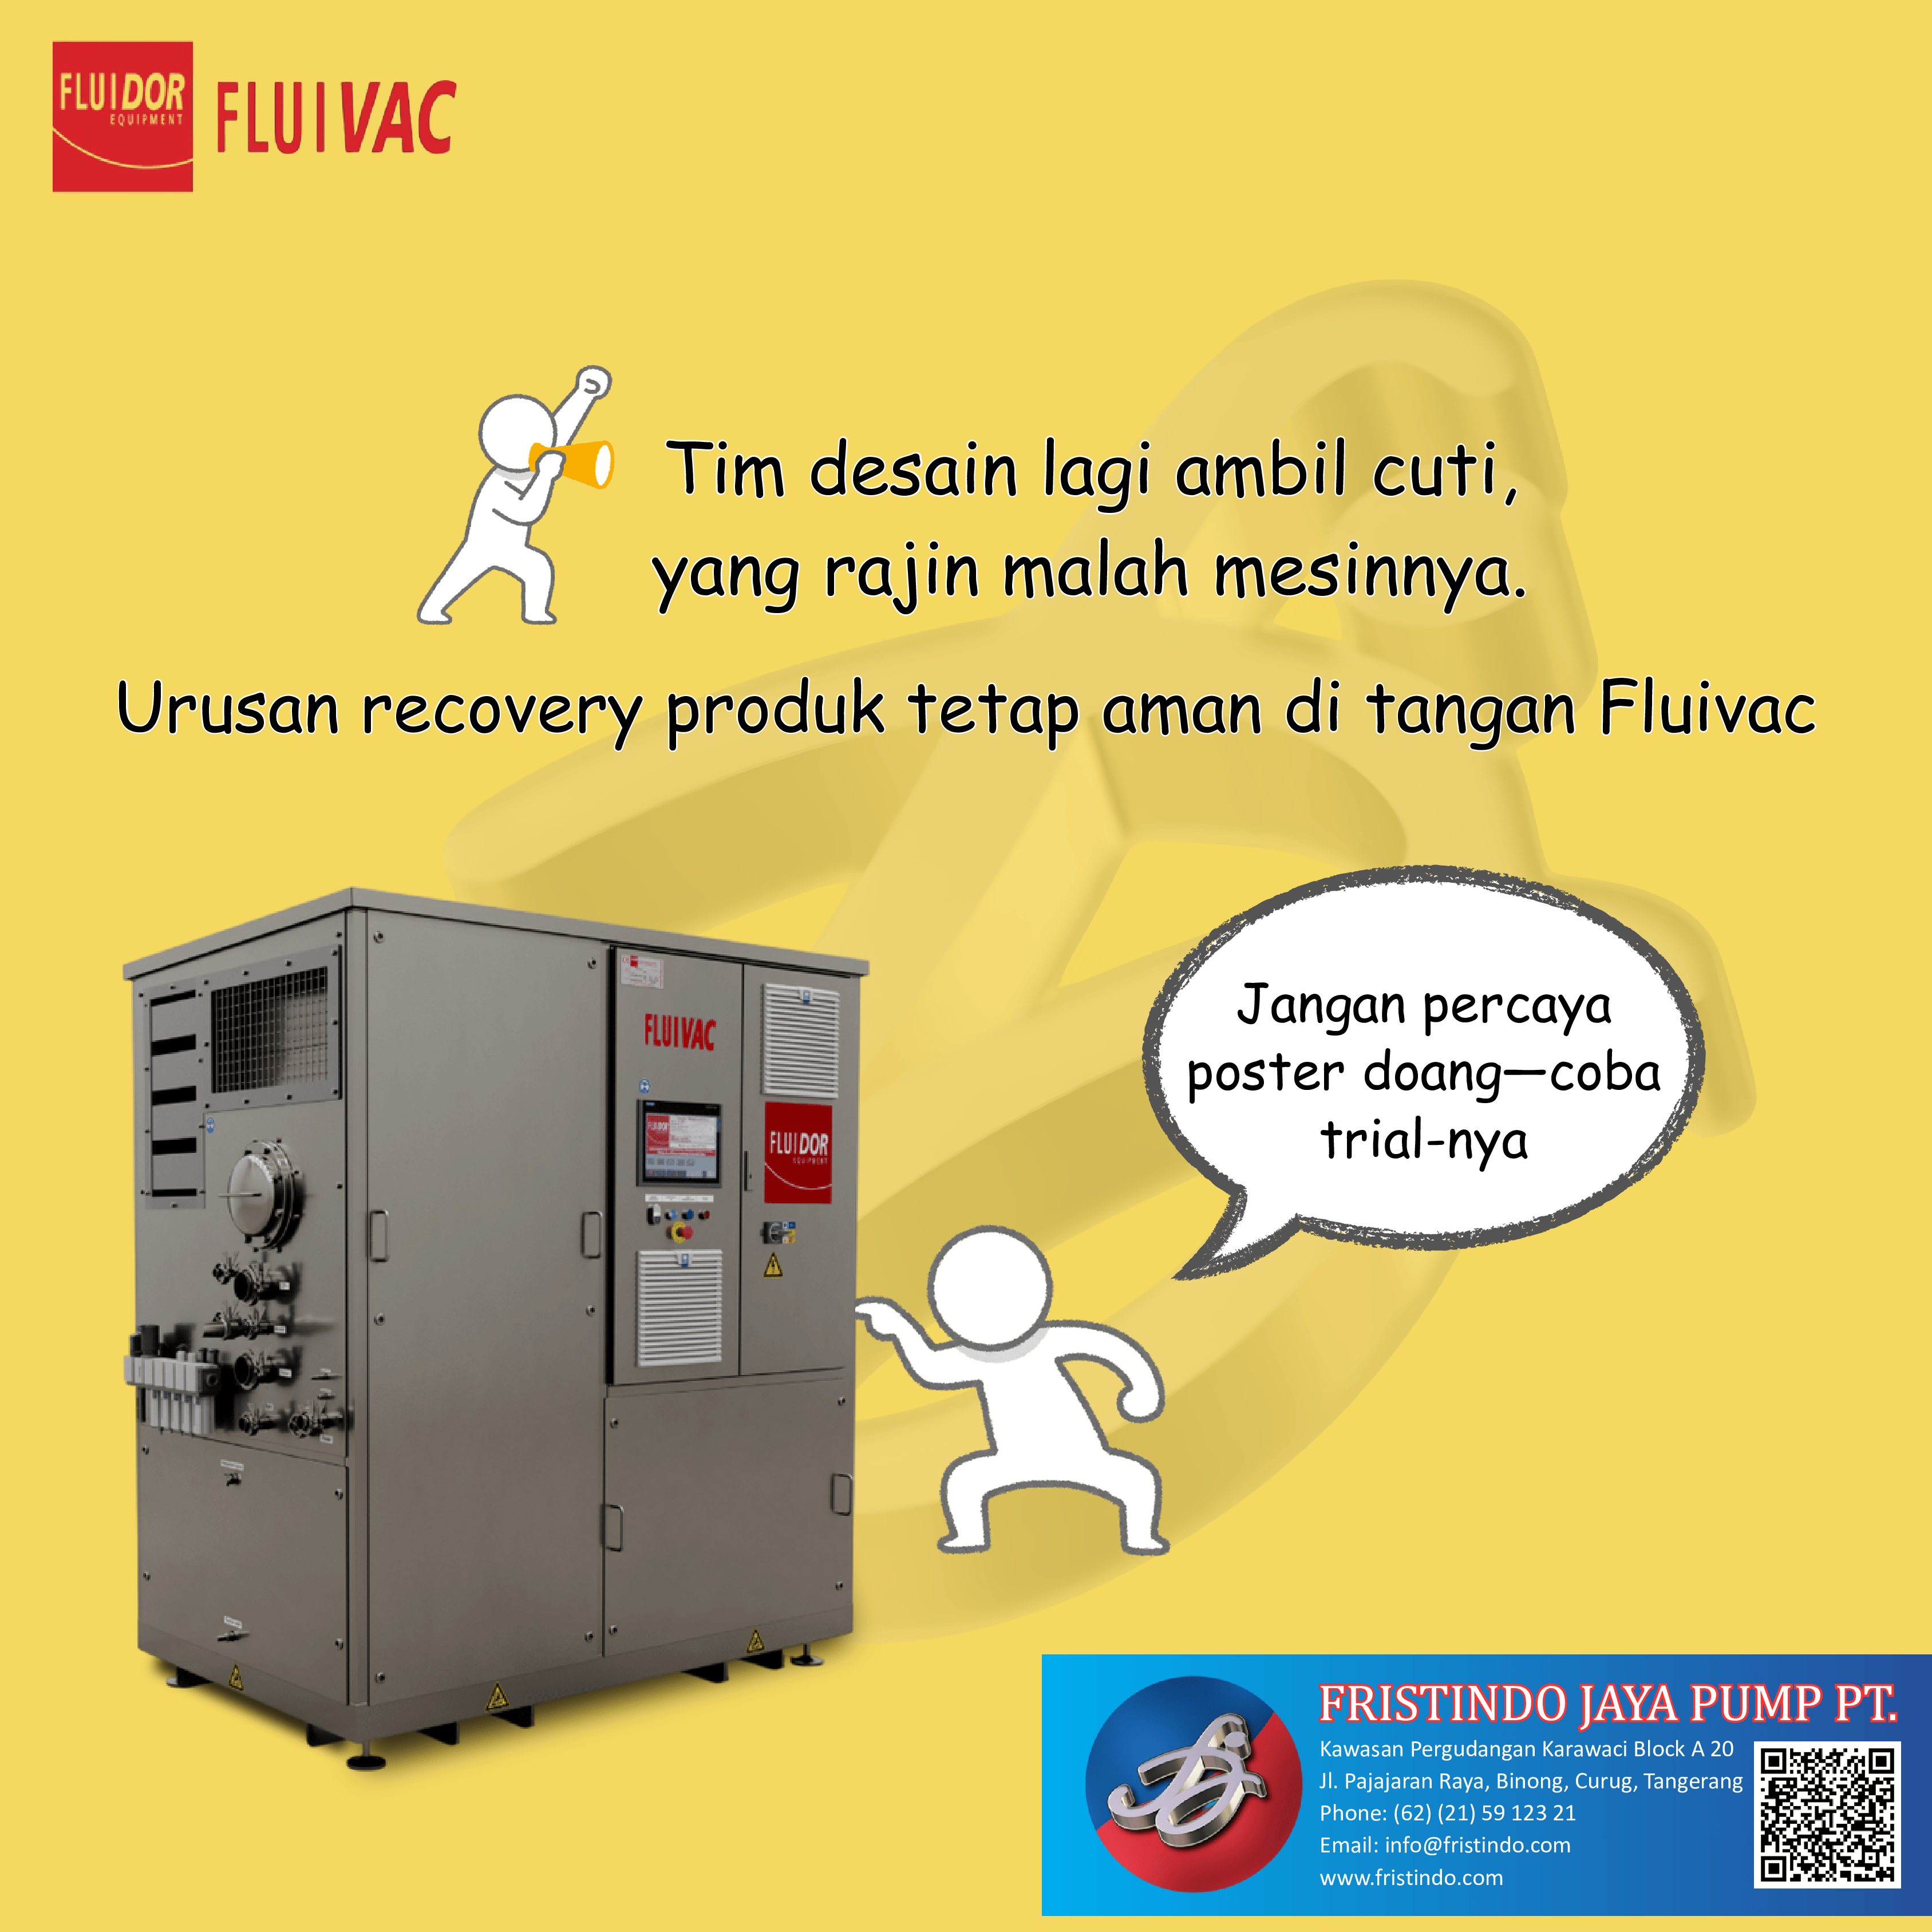 FLUIDOR
EQUIPMENT
FLUIVAC
Tim desain lagi ambil cuti,
yang rajin malah mesinnya.
Urusan recovery produk tetap aman di tangan Fluivac
Jangan percaya
poster doang—coba
trial-nya
FLUIVAC
FLUIDOR
FLUIDOR
EQUIPMENT
FRISTINDO JAYA PUMP PT.
Kawasan Pergudangan Karawaci Block A 20
Jl. Pajajaran Raya, Binong, Curug, Tangerang
Phone: (62) (21) 59 123 21
Email: info@fristindo.com
www.fristindo.com